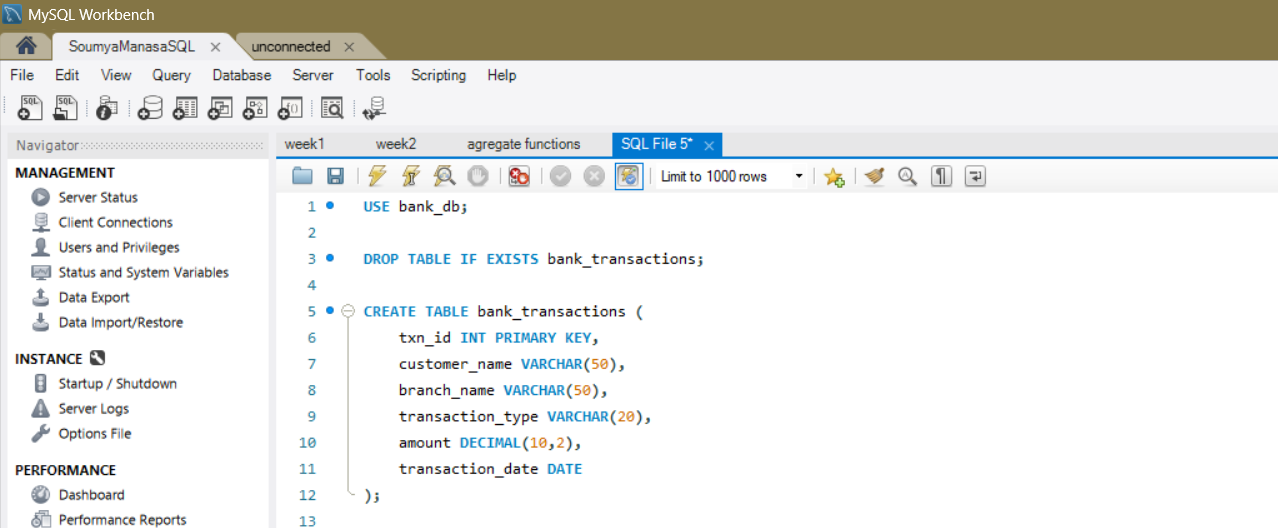 MySQL Workbench
SoumyaManasaSQL
unconnected
File Edit View Query Database Server Tools Scripting Help
Navigator
MANAGEMENT
Server Status
Client Connections
Users and Privileges
Status and System Variables
Data Export
Data Import/Restore
INSTANCE
Startup / Shutdown
Server Logs
Options File
PERFORMANCE
Dashboard
Performance Reports
week1 week2 agregate functions SQL File 5*
Limit to 1000 rows
1 USE bank_db;
2
3 DROP TABLE IF EXISTS bank_transactions;
4
5 CREATE TABLE bank_transactions (
6 txn_id INT PRIMARY KEY,
7 customer_name VARCHAR(50),
8 branch_name VARCHAR(50),
9 transaction_type VARCHAR(20),
10 amount DECIMAL(10,2),
11 transaction_date DATE
12 );
13